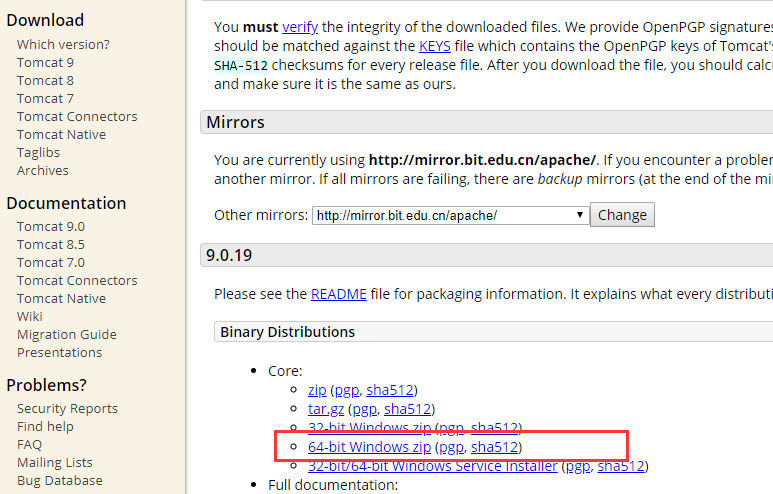 Download
Which version?
Tomcat 9
Tomcat 8
Tomcat 7
Tomcat Connectors
Tomcat Native
Taglibs
Archives
Documentation
Tomcat 9.0
Tomcat 8.5
Tomcat 7.0
Tomcat Connectors
Tomcat Native
Wiki
Migration Guide
Presentations
Problems?
Security Reports
Find help
FAQ
Mailing Lists
Bug Database
You must verify the integrity of the downloaded files. We provide OpenPGP signatures
should be matched against the KEYS file which contains the OpenPGP keys of Tomcat's
SHA-512 checksums for every release file. After you download the file, you should calc
and make sure it is the same as ours.
Mirrors
You are currently using http://mirror.bit.edu.cn/apache/. If you encounter a problem
another mirror. If all mirrors are failing, there are backup mirrors (at the end of the mi
Other mirrors: http://mirror.bit.edu.cn/apache/ Change
9.0.19
Please see the README file for packaging information. It explains what every distributi
Binary Distributions
• Core:
◦ zip (pgp, sha512)
◦ tar.gz (pgp, sha512)
◦ 32-bit Windows zip (pgp, sha512)
◦ 64-bit Windows zip (pgp, sha512)
◦ 32-bit/64-bit Windows Service Installer (pgp, sha512)
• Full documentation: